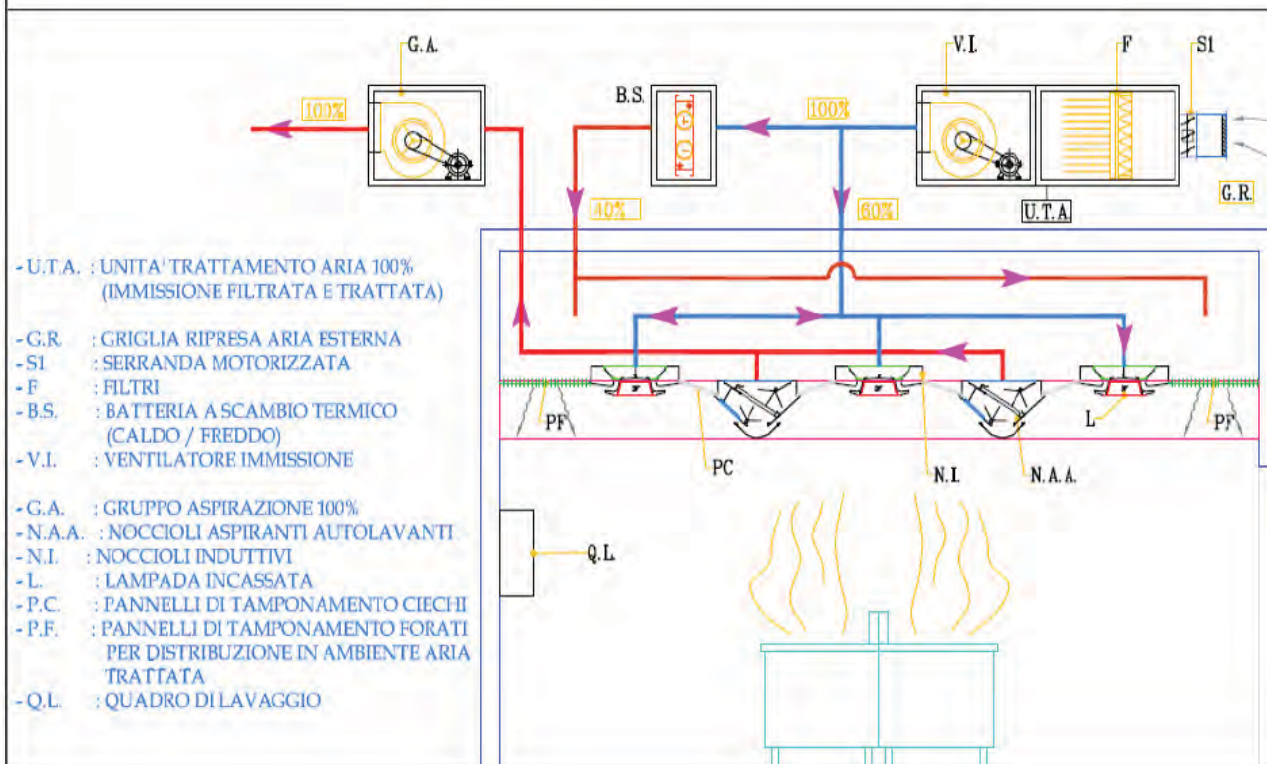 G.A.
V.I.
F
S1
B.S.
100%
100%
G.R.
U.T.A
40%
60%
- U.T.A. : UNITA' TRATTAMENTO ARIA 100%
(IMMISSIONE FILTRATA E TRATTATA)
- G.R. : GRIGLIA RIPRESA ARIA ESTERNA
- S1 : SERRANDA MOTORIZZATA
- F : FILTRI
- B.S. : BATTERIA A SCAMBIO TERMICO
(CALDO / FREDDO)
- V.I. : VENTILATORE IMMISSIONE
- G.A. : GRUPPO ASPIRAZIONE 100%
- N.A.A. : NOCCIOLI ASPIRANTI AUTOLAVANTI
- N.I. : NOCCIOLI INDUTTIVI
- L. : LAMPADA INCASSATA
- P.C. : PANNELLI DI TAMPONAMENTO CIECHI
- P.F. : PANNELLI DI TAMPONAMENTO FORATI
PER DISTRIBUZIONE IN AMBIENTE ARIA
TRATTATA
- Q.L. : QUADRO DI LAVAGGIO
PF
PC
N.I.
N.A.A.
L
PF
Q.L.